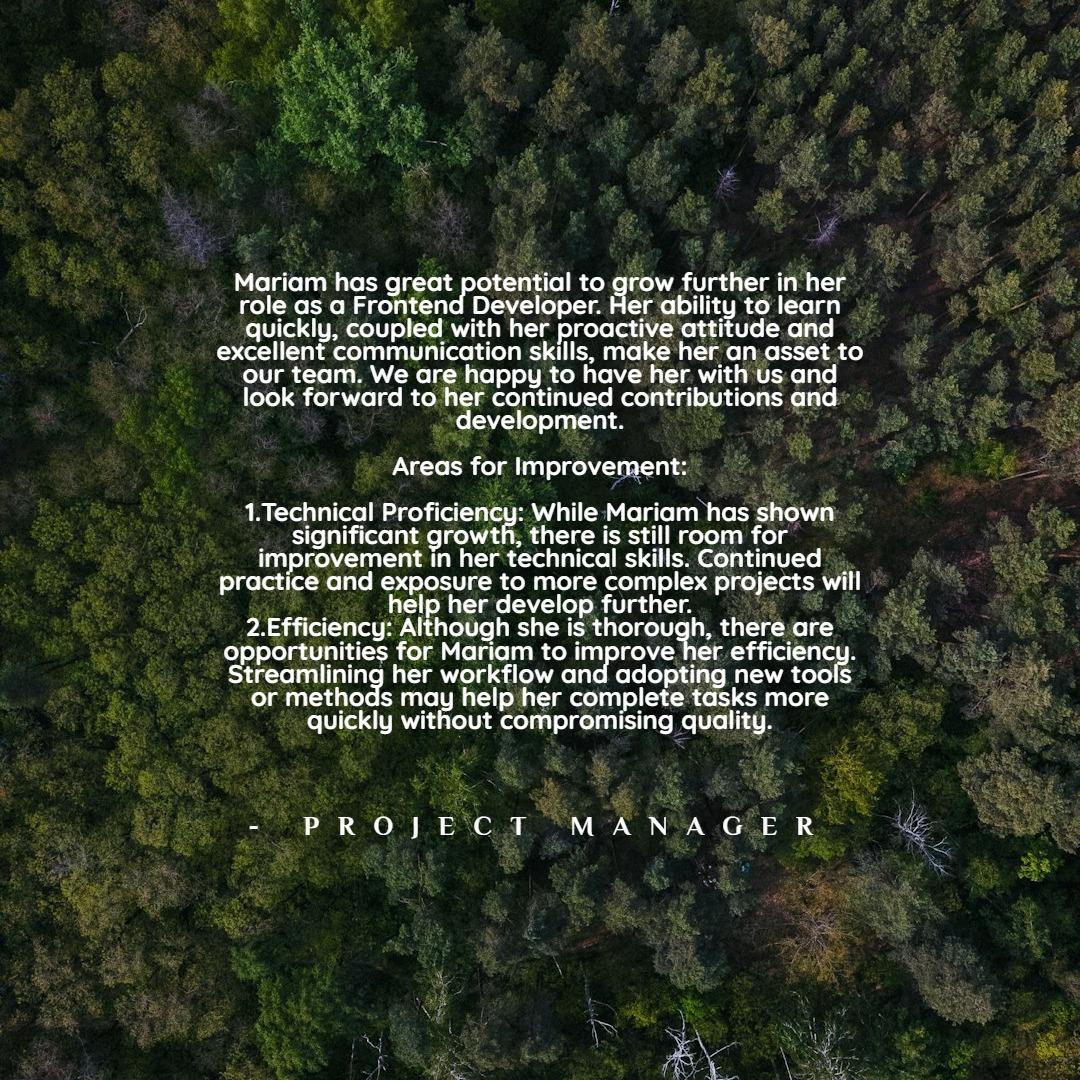 Mariam has great potential to grow further in her
role as a Frontend Developer. Her ability to learn
quickly, coupled with her proactive attitude and
excellent communication skills, make her an asset to
our team. We are happy to have her with us and
look forward to her continued contributions and
development.
Areas for Improvement:
1.Technical Proficiency: While Mariam has shown
significant growth, there is still room for
improvement in her technical skills. Continued
practice and exposure to more complex projects will
help her develop further.
2.Efficiency: Although she is thorough, there are
opportunities for Mariam to improve her efficiency.
Streamlining her workflow and adopting new tools
or methods may help her complete tasks more
quickly without compromising quality.
- PROJECT MANAGER